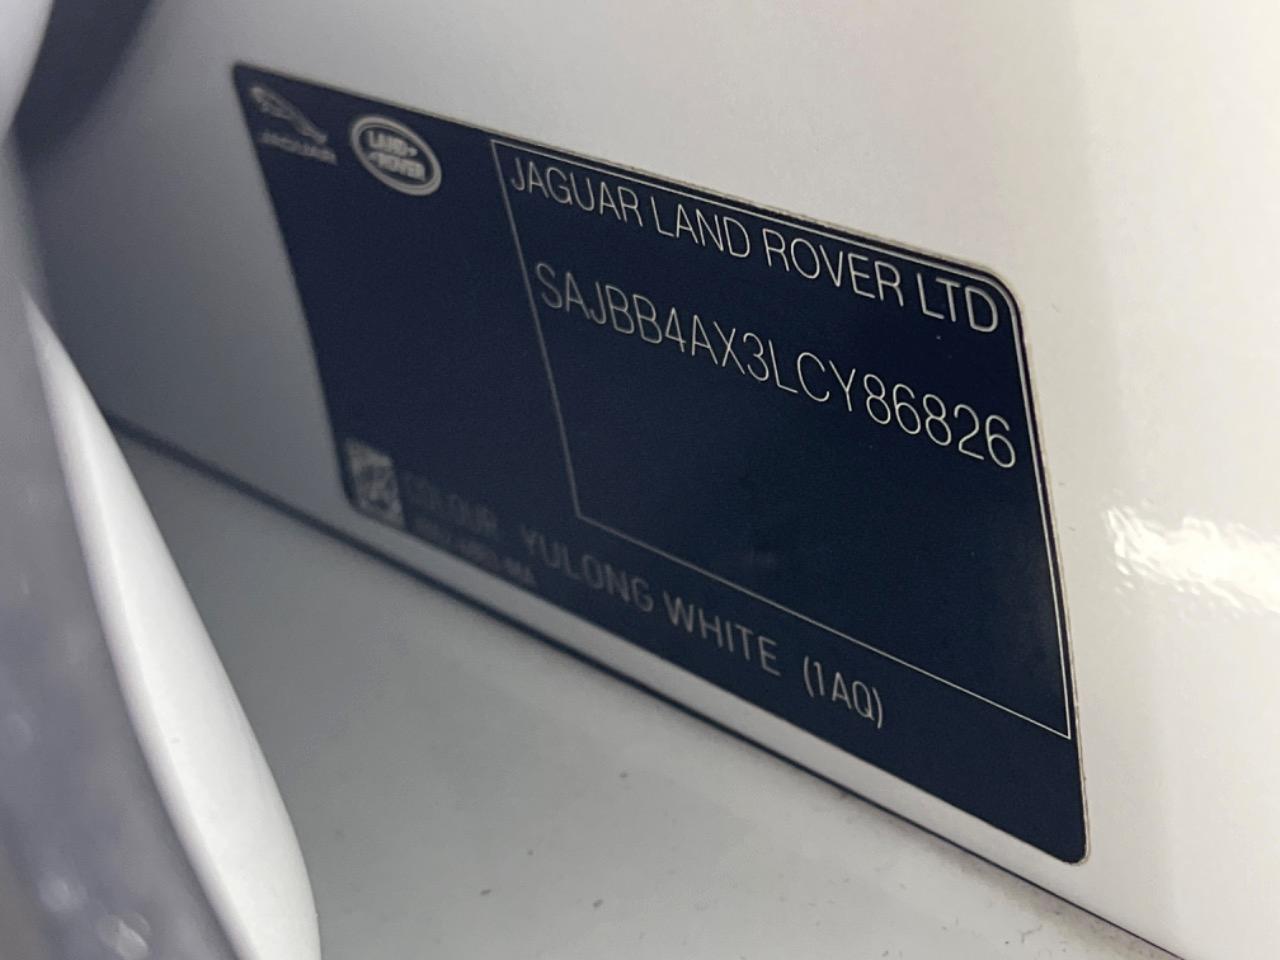 JAGUAR
LAND
ROVER
JAGUAR LAND ROVER LTD
SAJBB4AX3LCY86826
COLOUR YULONG WHITE (1AQ)